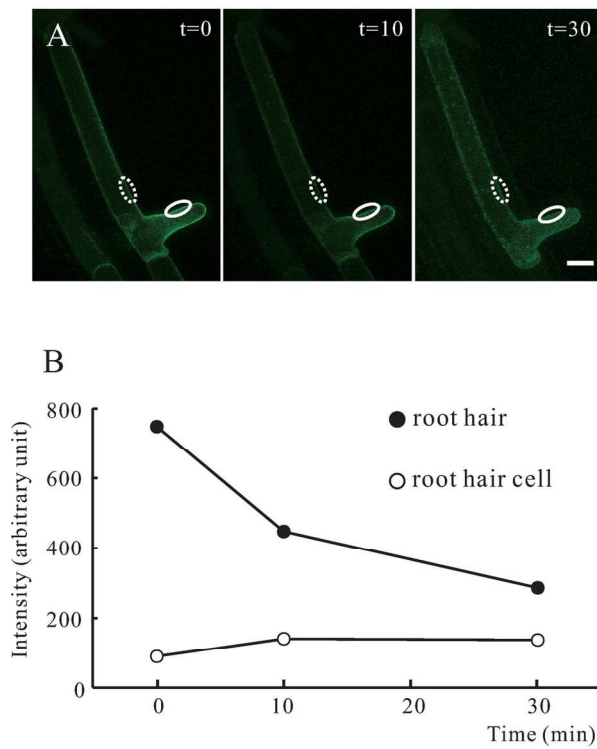 A
t=0
t=10
t=30
B
Intensity (arbitrary unit)
800
600
400
200
0
root hair
root hair cell
0
10
20
30
Time (min)